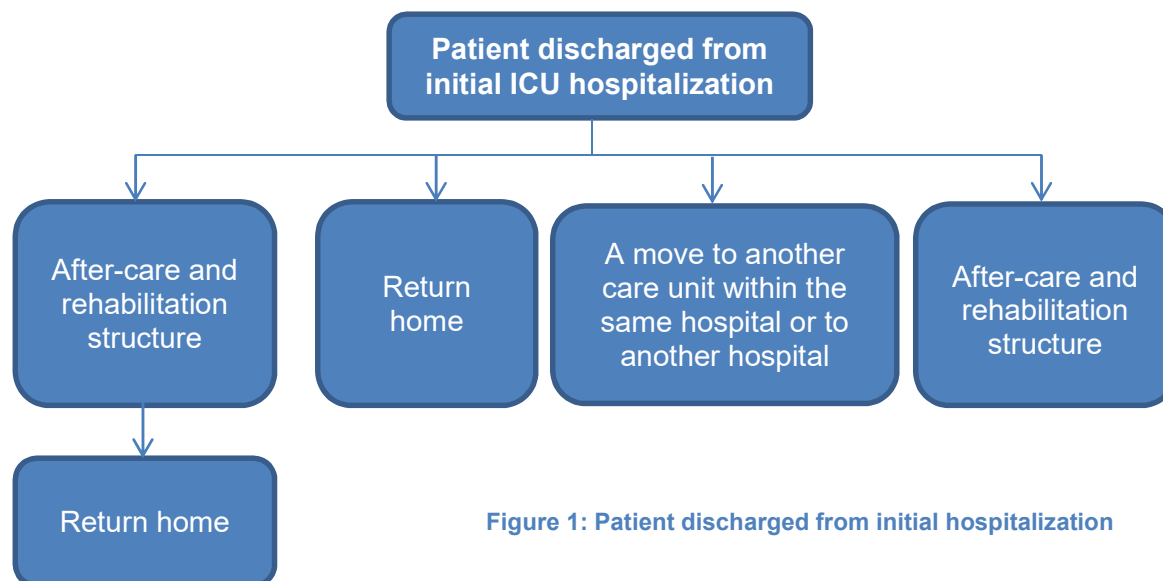 Patient discharged from
initial ICU hospitalization
After-care and
rehabilitation
structure
Return
home
A move to another
care unit within the
same hospital or to
another hospital
After-care and
rehabilitation
structure
Return home
Figure 1: Patient discharged from initial hospitalization